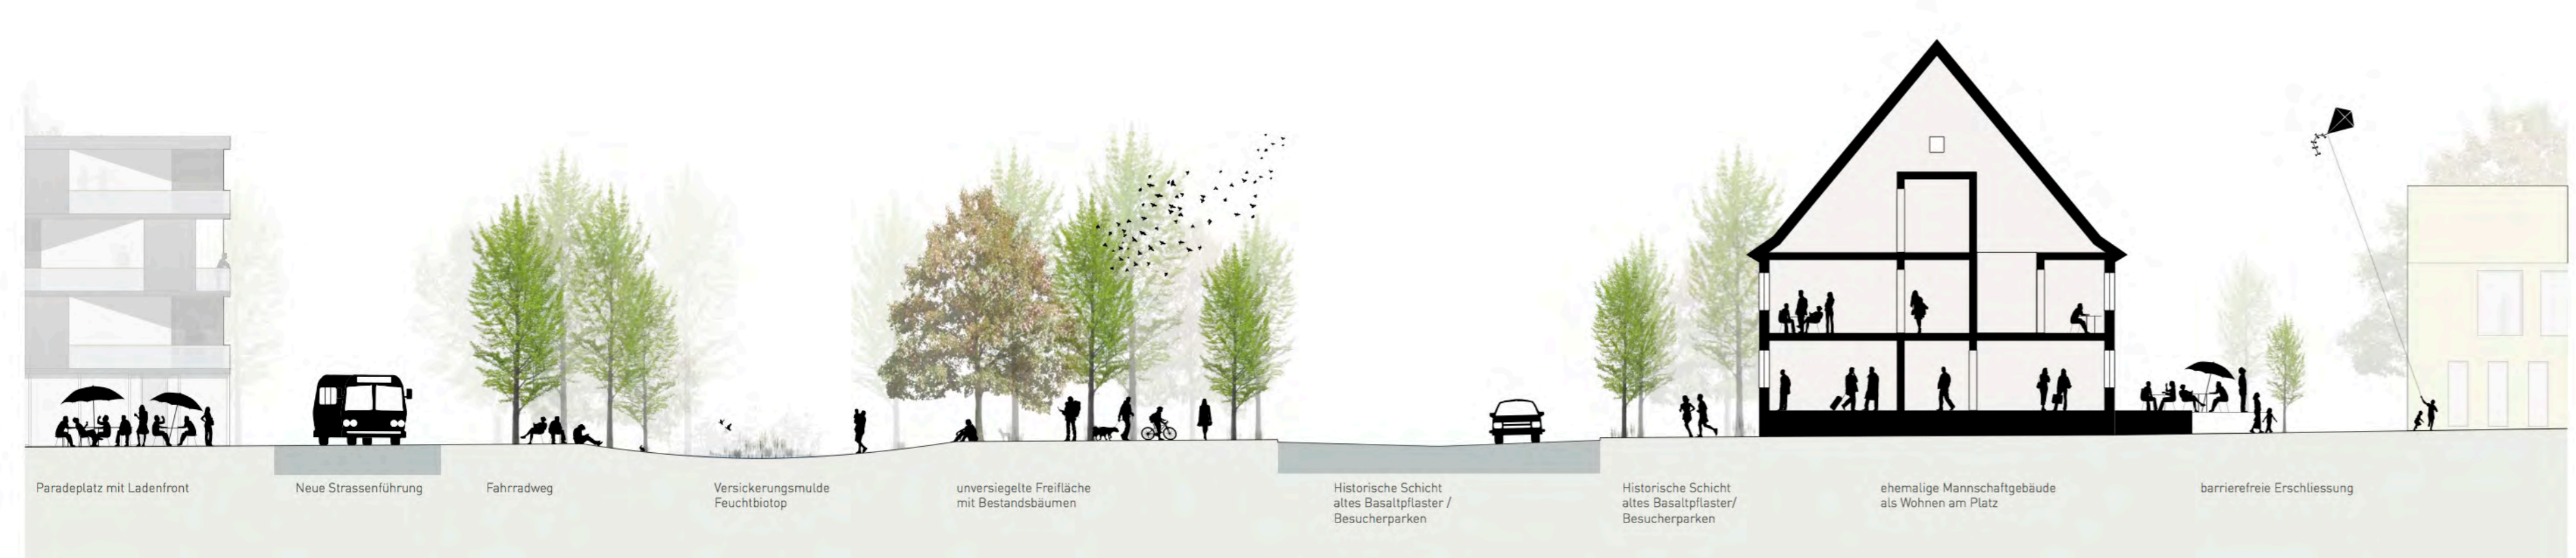 Paradeplatz mit Ladenfront
Neue Strassenführung
Fahrradweg
Versickerungsmulde
Feuchtbiotop
unversiegelte Freifläche
mit Bestandsbäumen
Historische Schicht
altes Basaltpflaster /
Besucherparken
Historische Schicht
altes Basaltpflaster/
Besucherparken
ehemalige Mannschaftgebäude
als Wohnen am Platz
barrierefreie Erschliessung